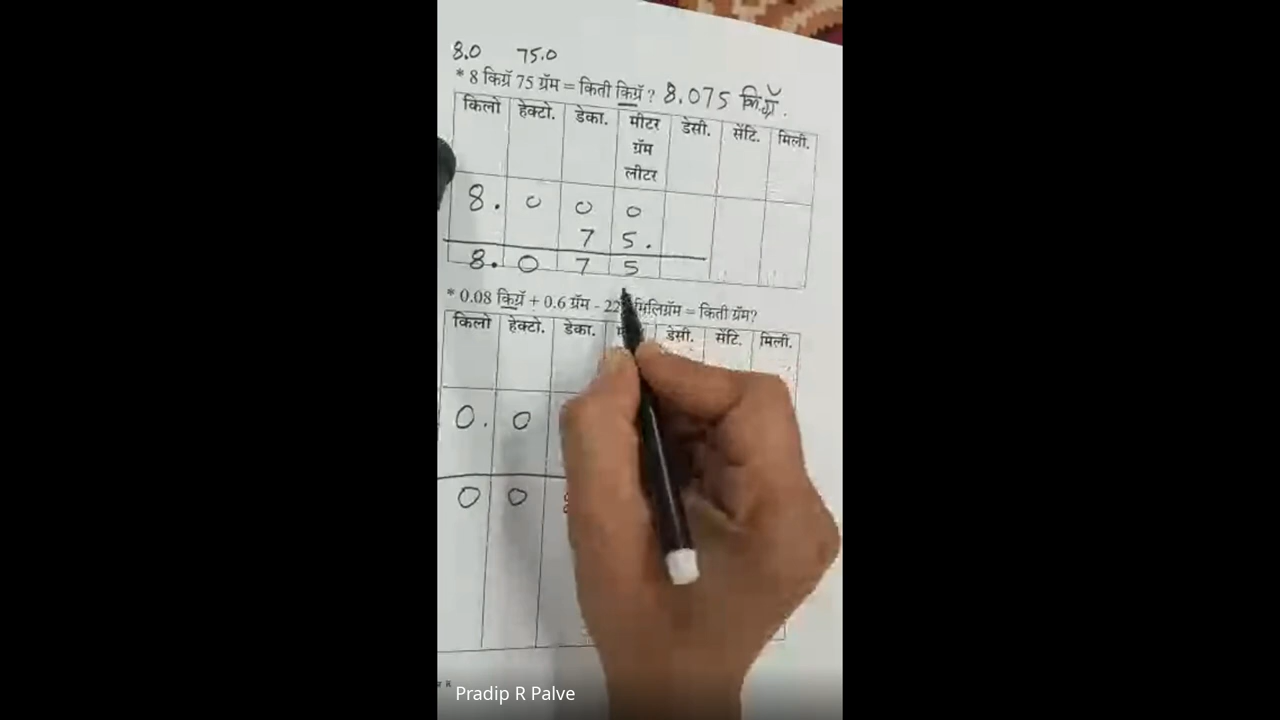 8.0 75.0
* 8 किग्रॅ 75 ग्रॅम = किती किग्रॅ ? 8.075 कि.ग्रॅ.
किलो हेक्टो. डेका. मीटर ग्रॅम लीटर डेसी. सेंटि. मिली.
8. 0 0 0
7 5.
8. 0 7 5
* 0.08 किग्रॅ + 0.6 ग्रॅम - 22 मिलिग्रॅम = किती ग्रॅम?
किलो हेक्टो. डेका. डेसी. सेंटि. मिली.
0. 0
0 0
Pradip R Palve